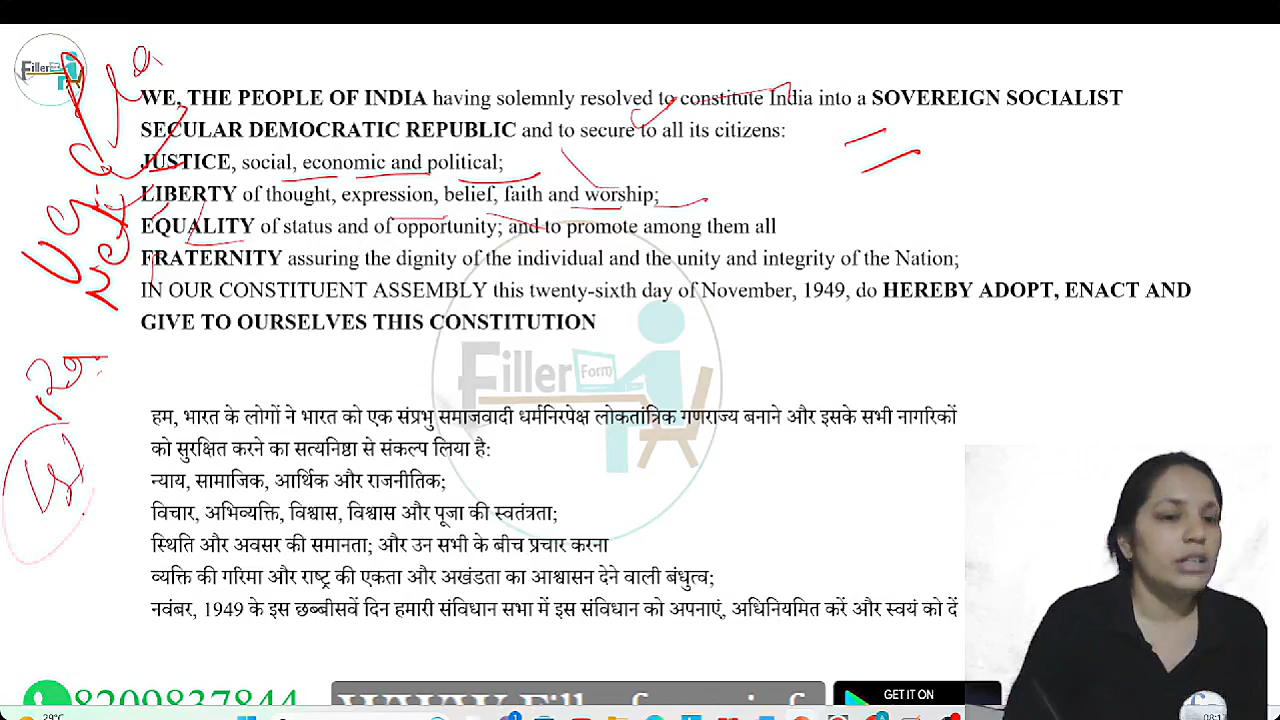 Filler
WE, THE PEOPLE OF INDIA having solemnly resolved to constitute India into a SOVEREIGN SOCIALIST
SECULAR DEMOCRATIC REPUBLIC and to secure to all its citizens:
JUSTICE, social, economic and political;
LIBERTY of thought, expression, belief, faith and worship;
EQUALITY of status and of opportunity; and to promote among them all
FRATERNITY assuring the dignity of the individual and the unity and integrity of the Nation;
IN OUR CONSTITUENT ASSEMBLY this twenty-sixth day of November, 1949, do HEREBY ADOPT, ENACT AND
GIVE TO OURSELVES THIS CONSTITUTION
Filler Form
हम, भारत के लोगों ने भारत को एक संप्रभु समाजवादी धर्मनिरपेक्ष लोकतांत्रिक गणराज्य बनाने और इसके सभी नागरिकों
को सुरक्षित करने का सत्यनिष्ठा से संकल्प लिया है:
न्याय, सामाजिक, आर्थिक और राजनीतिक;
विचार, अभिव्यक्ति, विश्वास, विश्वास और पूजा की स्वतंत्रता;
स्थिति और अवसर की समानता; और उन सभी के बीच प्रचार करना
व्यक्ति की गरिमा और राष्ट्र की एकता और अखंडता का आश्वासन देने वाली बंधुत्व;
नवंबर, 1949 के इस छब्बीसवें दिन हमारी संविधान सभा में इस संविधान को अपनाएं, अधिनियमित करें और स्वयं को दें
8209837844
GET IT ON
29°C